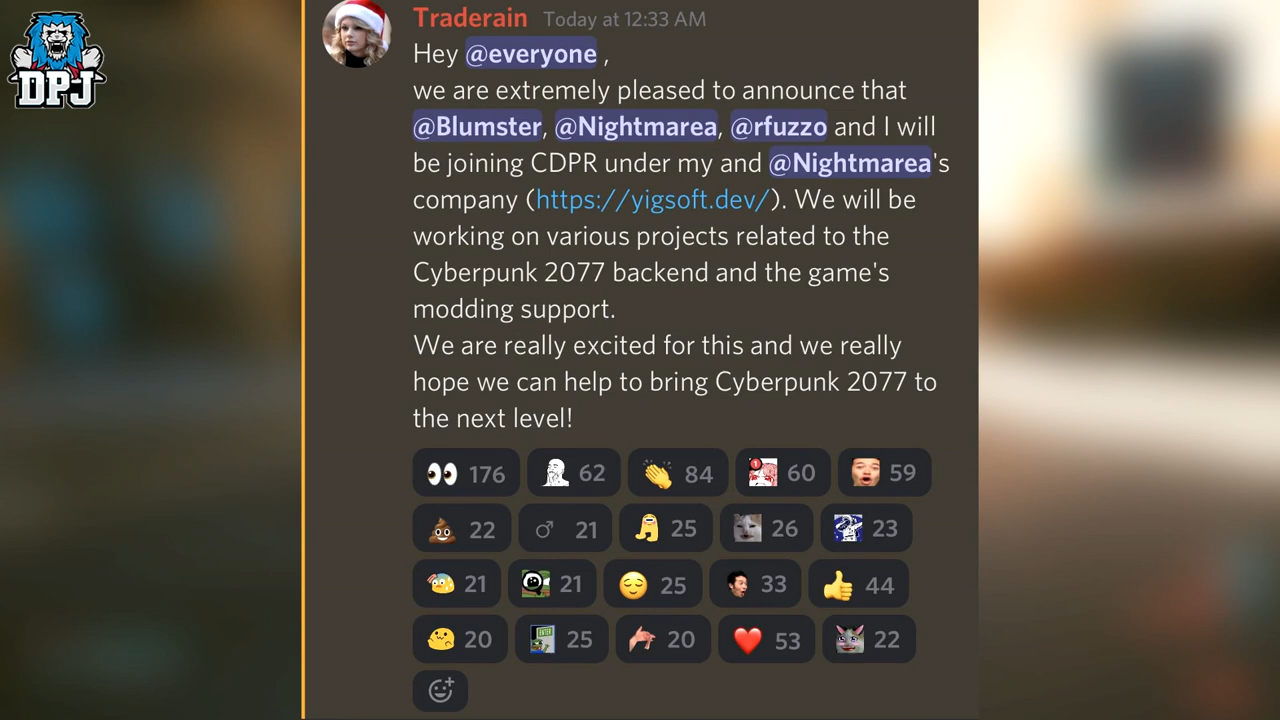 DPJ
Traderain Today at 12:33 AM
Hey @everyone ,
we are extremely pleased to announce that
@Blumster, @Nightmarea, @rfuzzo and I will
be joining CDPR under my and @Nightmarea's
company (https://yigsoft.dev/). We will be
working on various projects related to the
Cyberpunk 2077 backend and the game's
modding support.
We are really excited for this and we really
hope we can help to bring Cyberpunk 2077 to
the next level!
176 62 84 60 59
22 21 25 26 23
21 21 25 33 44
20 25 20 53 22